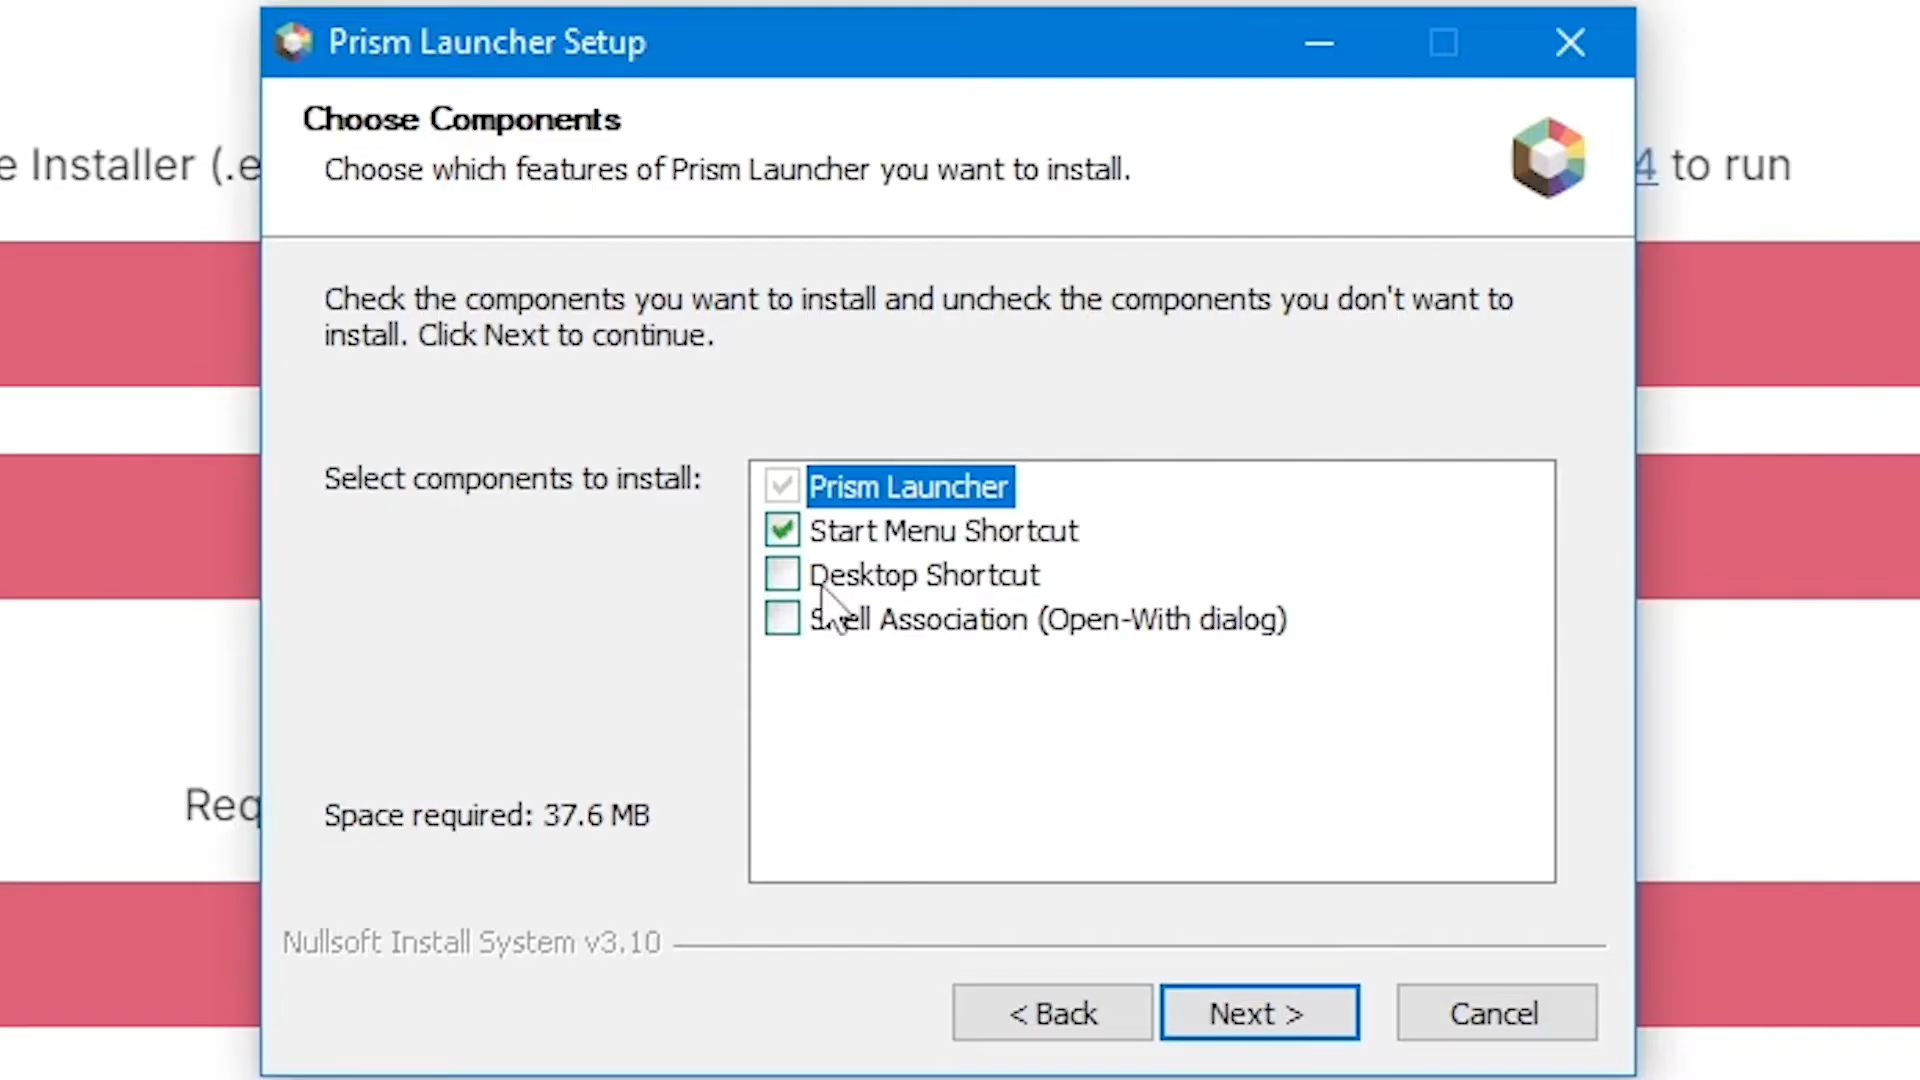 Prism Launcher Setup
Choose Components
Choose which features of Prism Launcher you want to install.
e Installer (.e
4 to run
Check the components you want to install and uncheck the components you don't want to
install. Click Next to continue.
Select components to install:
Prism Launcher
Start Menu Shortcut
Desktop Shortcut
Shell Association (Open-With dialog)
Req
Space required: 37.6 MB
Nullsoft Install System v3.10
< Back
Next >
Cancel